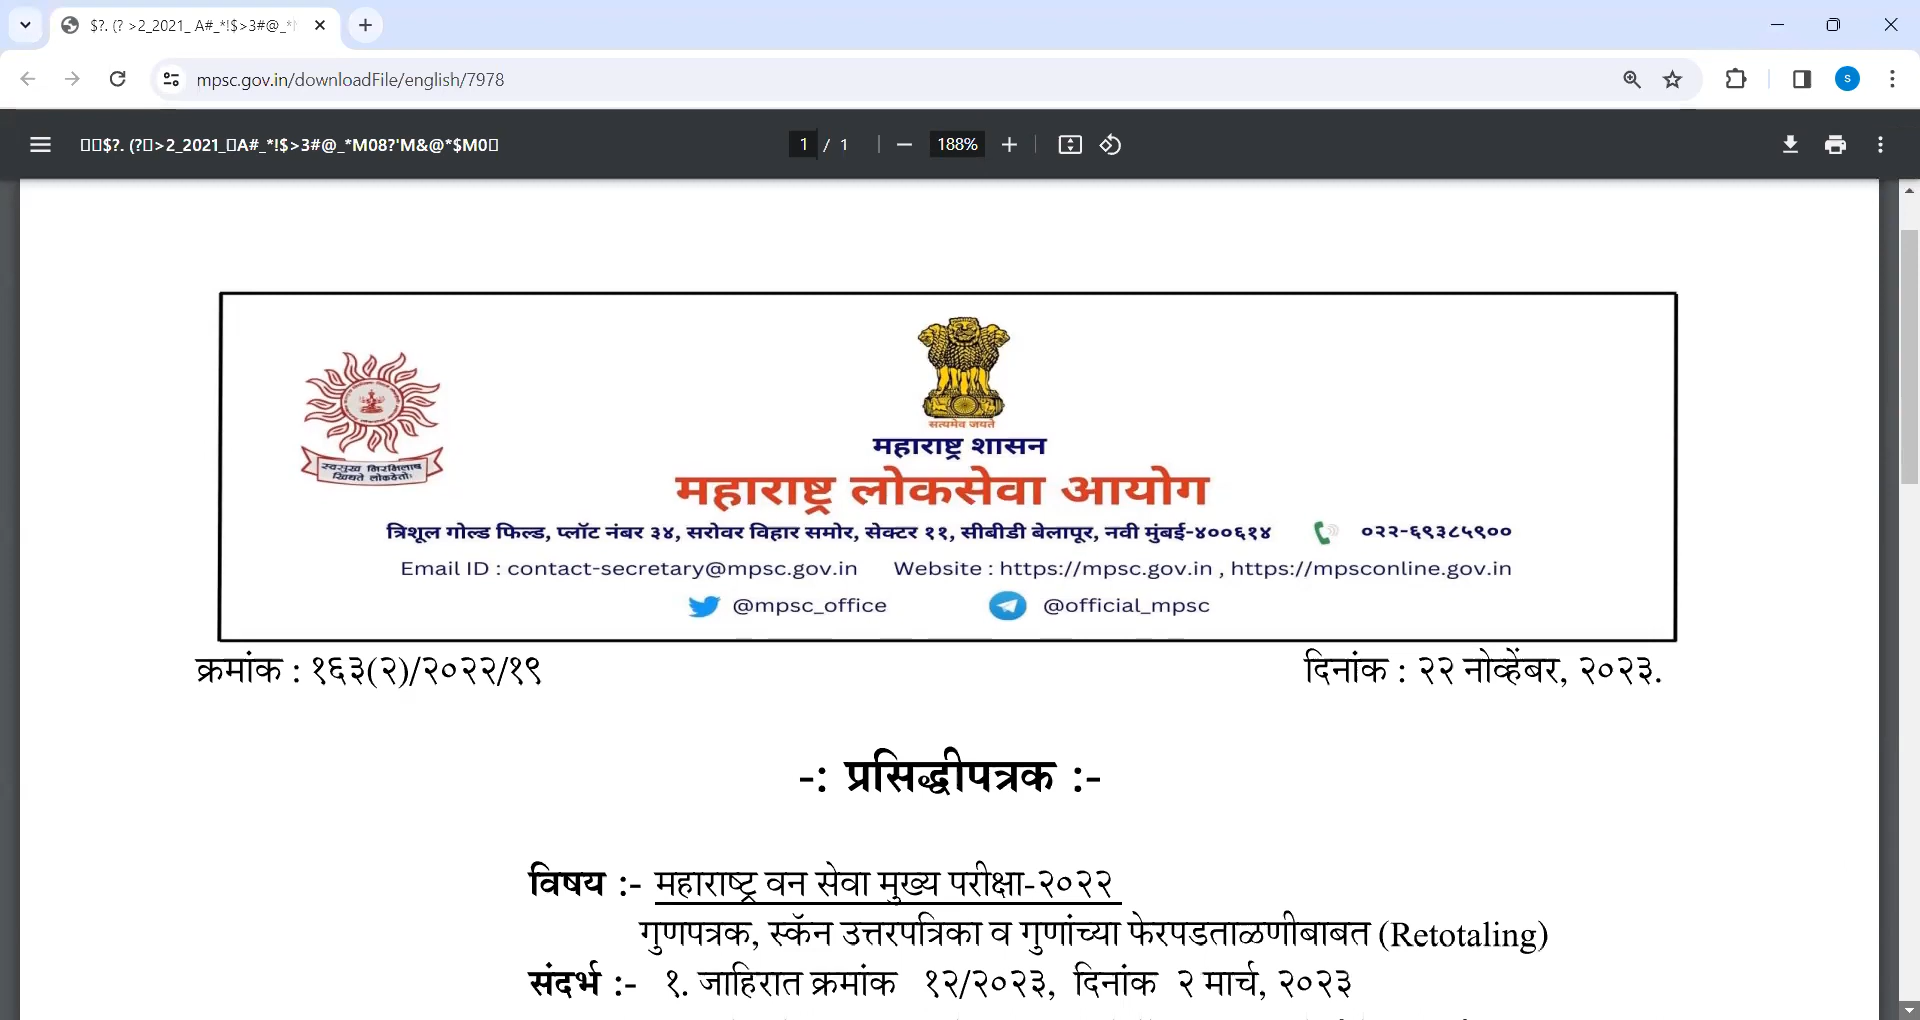 $?. (? >2_2021_ A#_*!$>3#@_*
mpsc.gov.in/downloadFile/english/7978
S
$?. (?>2_2021_A#_*!$>3#@_*M08?'M&@*$M0
1 / 1
188%
सत्यमेव जयते
महाराष्ट्र शासन
महाराष्ट्र लोकसेवा आयोग
त्रिशूल गोल्ड फिल्ड, प्लॉट नंबर ३४, सरोवर विहार समोर, सेक्टर ११, सीबीडी बेलापूर, नवी मुंबई-४००६१४ ०२२-६९३८५९००
Email ID : contact-secretary@mpsc.gov.in Website : https://mpsc.gov.in , https://mpsconline.gov.in
@mpsc_office @official_mpsc
क्रमांक : १६३(२)/२०२२/१९ दिनांक : २२ नोव्हेंबर, २०२३.
-: प्रसिद्धीपत्रक :-
विषय :- महाराष्ट्र वन सेवा मुख्य परीक्षा-२०२२
गुणपत्रक, स्कॅन उत्तरपत्रिका व गुणांच्या फेरपडताळणीबाबत (Retotaling)
संदर्भ :- १. जाहिरात क्रमांक १२/२०२३, दिनांक २ मार्च, २०२३